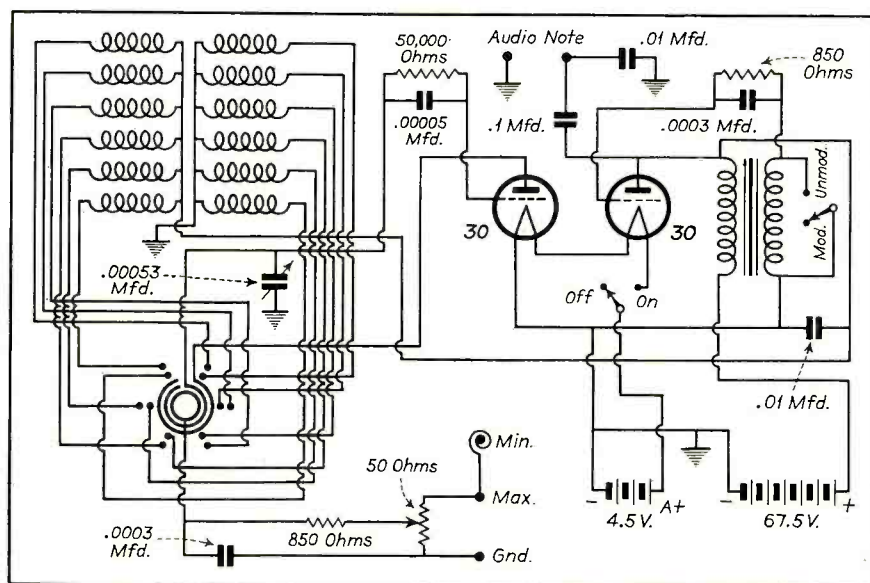 50,000
Ohms
.00005
Mfd.
Audio Note
.01 Mfd.
.1 Mfd.
850
Ohms
.0003 Mfd.
30
30
Unmod.
Mod.
.00053
Mfd.
Off
On
.01 Mfd.
Min.
50 Ohms
Max.
.0003
Mfd.
850 Ohms
Gnd.
- A+
4.5 V.
- +
67.5 V.